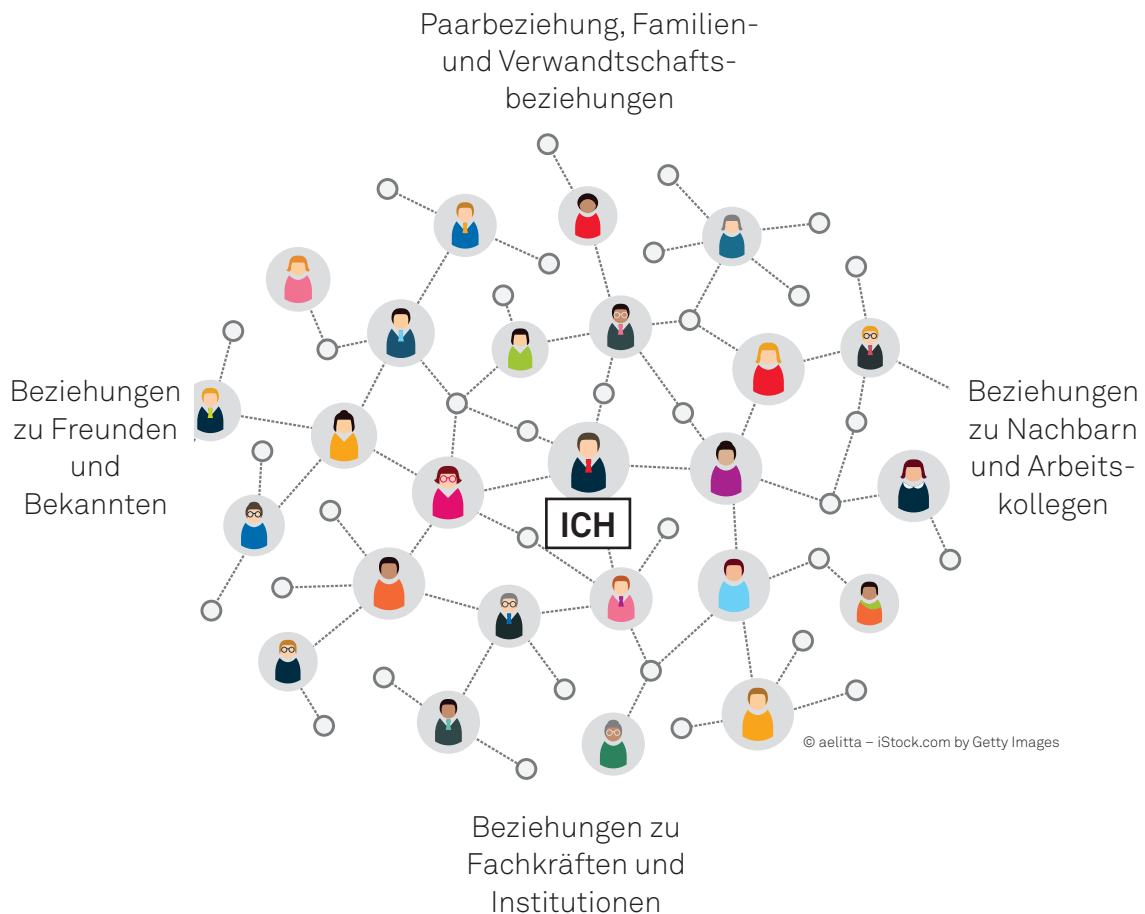 Paarbeziehung, Familien-
und Verwandtschafts-
beziehungen
Beziehungen
zu Freunden
und
Bekannten
Beziehungen
zu Nachbarn
und Arbeits-
kollegen
ICH
© aelitta – iStock.com by Getty Images
Beziehungen zu
Fachkräften und
Institutionen